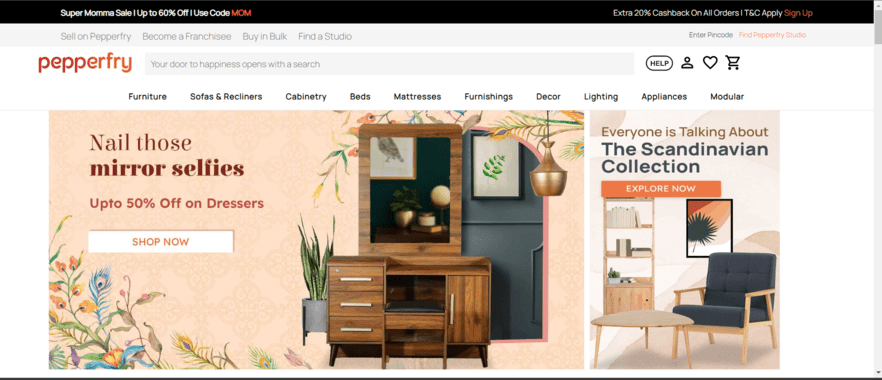 Super Momma Sale | Up to 60% Off | Use Code MOM
Extra 20% Cashback On All Orders | T&C Apply Sign Up
Sell on Pepperfry Become a Franchisee Buy in Bulk Find a Studio
Enter Pincode Find Pepperfry Studio
pepperfry
Your door to happiness opens with a search
HELP
Furniture Sofas & Recliners Cabinetry Beds Mattresses Furnishings Decor Lighting Appliances Modular
Nail those
mirror selfies
Upto 50% Off on Dressers
SHOP NOW
Everyone is Talking About
The Scandinavian
Collection
EXPLORE NOW